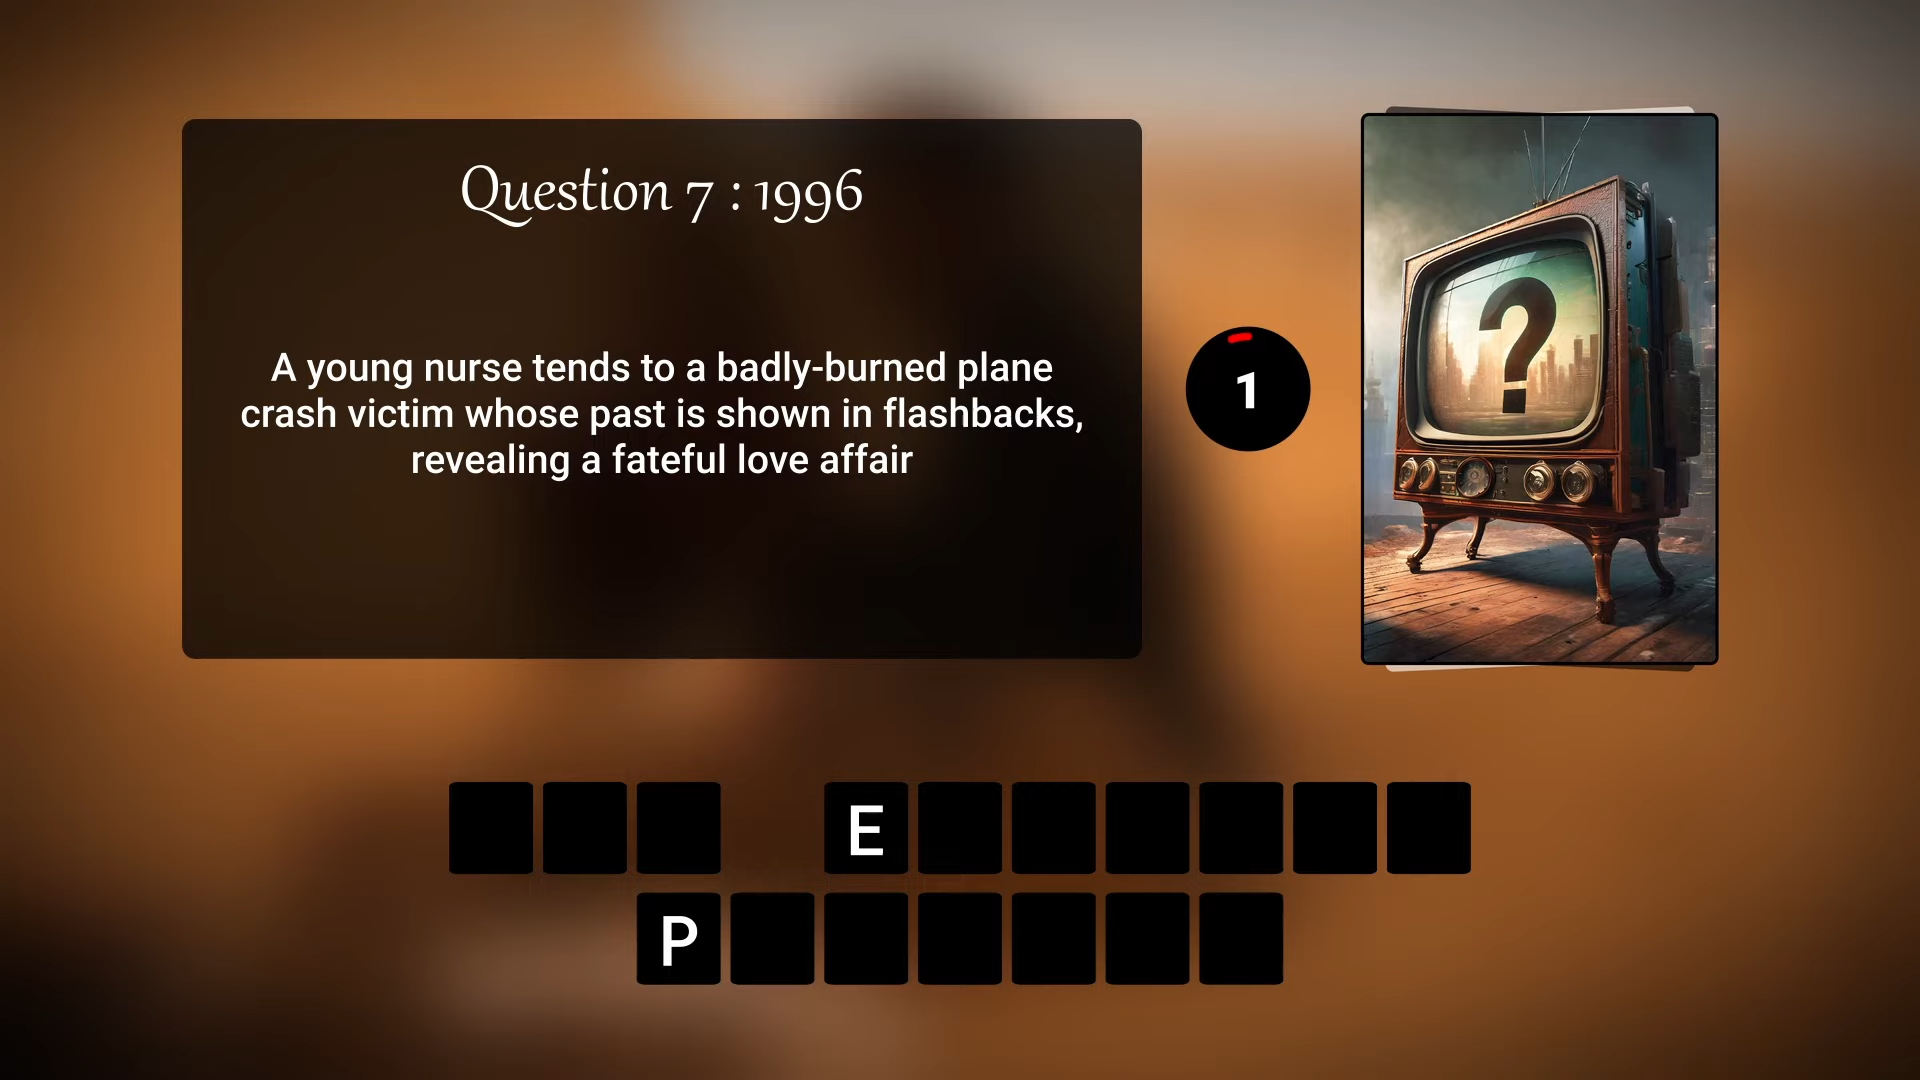 Question 7 : 1996
A young nurse tends to a badly-burned plane
crash victim whose past is shown in flashbacks,
revealing a fateful love affair
1
?
E
P